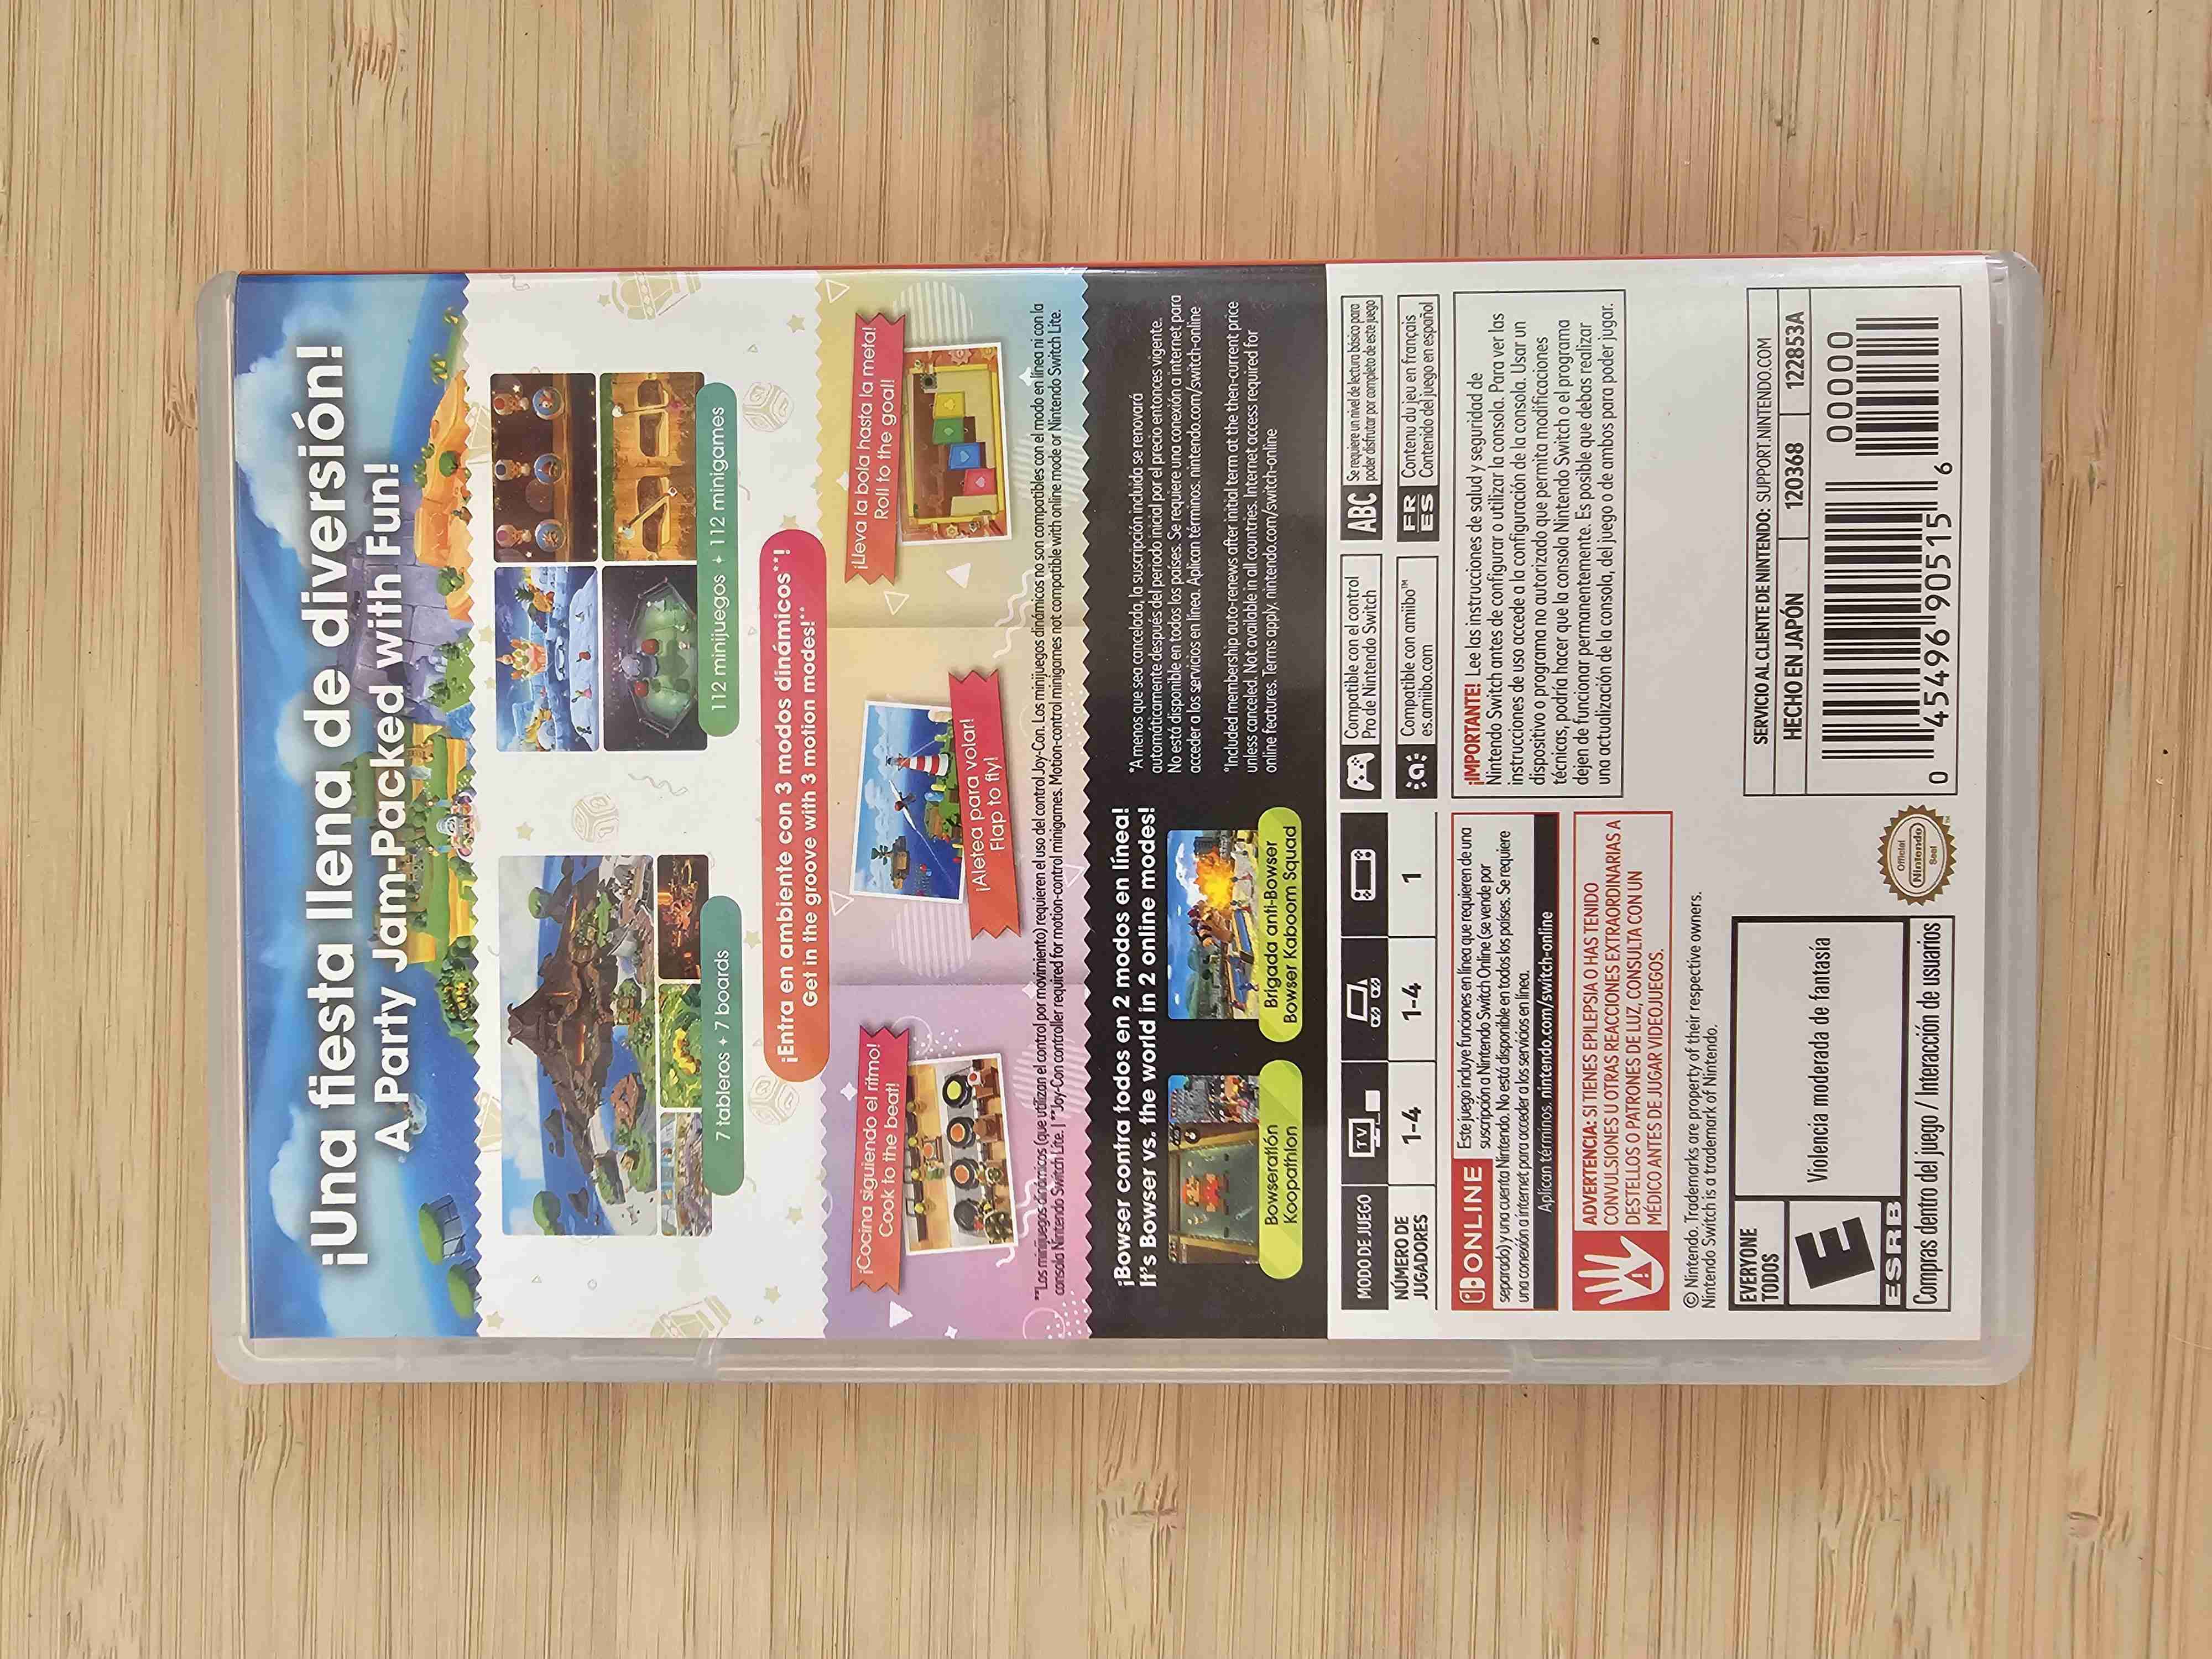 ¡Una fiesta llena de diversión!
A Party Jam-Packed with Fun!
7 tableros + 7 boards
112 minijuegos + 112 minigames
¡Entra en ambiente con 3 modos dinámicos**!
Get in the groove with 3 motion modes!**
¡Cocina siguiendo el ritmo!
Cook to the beat!
¡Aletea para volar!
Flap to fly!
¡Lleva la bola hasta la meta!
Roll to the goal!
**Los minijuegos dinámicos (que utilizan el control por movimiento) requieren el uso del control Joy-Con. Los minijuegos dinámicos no son compatibles con el modo en línea ni con la
consola Nintendo Switch Lite. | **Joy-Con controller required for motion-control minigames. Motion-control minigames not compatible with online mode or Nintendo Switch Lite.
¡Bowser contra todos en 2 modos en línea!
It's Bowser vs. the world in 2 online modes!
Bowseratlón
Koopathlon
Brigada anti-Bowser
Bowser Kaboom Squad
*A menos que sea cancelada, la suscripción incluida se renovará
automáticamente después del periodo inicial por el precio entonces vigente.
No está disponible en todos los países. Se requiere una conexión a internet para
acceder a los servicios en línea. Aplican términos. nintendo.com/switch-online
*Included membership auto-renews after initial term at the then-current price
unless canceled. Not available in all countries. Internet access required for
online features. Terms apply. nintendo.com/switch-online
MODO DE JUEGO
TV
NÚMERO DE
JUGADORES
1-4
1-4
1
Compatible con el control
Pro de Nintendo Switch
ABC
Se requiere un nivel de lectura básico para
poder disfrutar por completo de este juego
Compatible con amiibo™
es.amiibo.com
FR
ES
Contenu du jeu en français
Contenido del juego en español
ONLINE
Este juego incluye funciones en línea que requieren de una
suscripción a Nintendo Switch Online (se vende por
separado) y una cuenta Nintendo. No está disponible en todos los países. Se requiere
una conexión a internet para acceder a los servicios en línea.
Aplican términos. nintendo.com/switch-online
¡IMPORTANTE! Lee las instrucciones de salud y seguridad de
Nintendo Switch antes de configurar o utilizar la consola. Para ver las
instrucciones de uso accede a la configuración de la consola. Usar un
dispositivo o programa no autorizado que permita modificaciones
técnicas, podría hacer que la consola Nintendo Switch o el programa
dejen de funcionar permanentemente. Es posible que debas realizar
una actualización de la consola, del juego o de ambos para poder jugar.
ADVERTENCIA: SI TIENES EPILEPSIA O HAS TENIDO
CONVULSIONES U OTRAS REACCIONES EXTRAORDINARIAS A
DESTELLOS O PATRONES DE LUZ, CONSULTA CON UN
MÉDICO ANTES DE JUGAR VIDEOJUEGOS.
© Nintendo. Trademarks are property of their respective owners.
Nintendo Switch is a trademark of Nintendo.
EVERYONE
TODOS
E
ESRB
Violencia moderada de fantasía
Compras dentro del juego / Interacción de usuarios
Official
Nintendo
Seal
SERVICIO AL CLIENTE DE NINTENDO: SUPPORT.NINTENDO.COM
HECHO EN JAPÓN
120368
122853A
00000
0 45496 90515 6